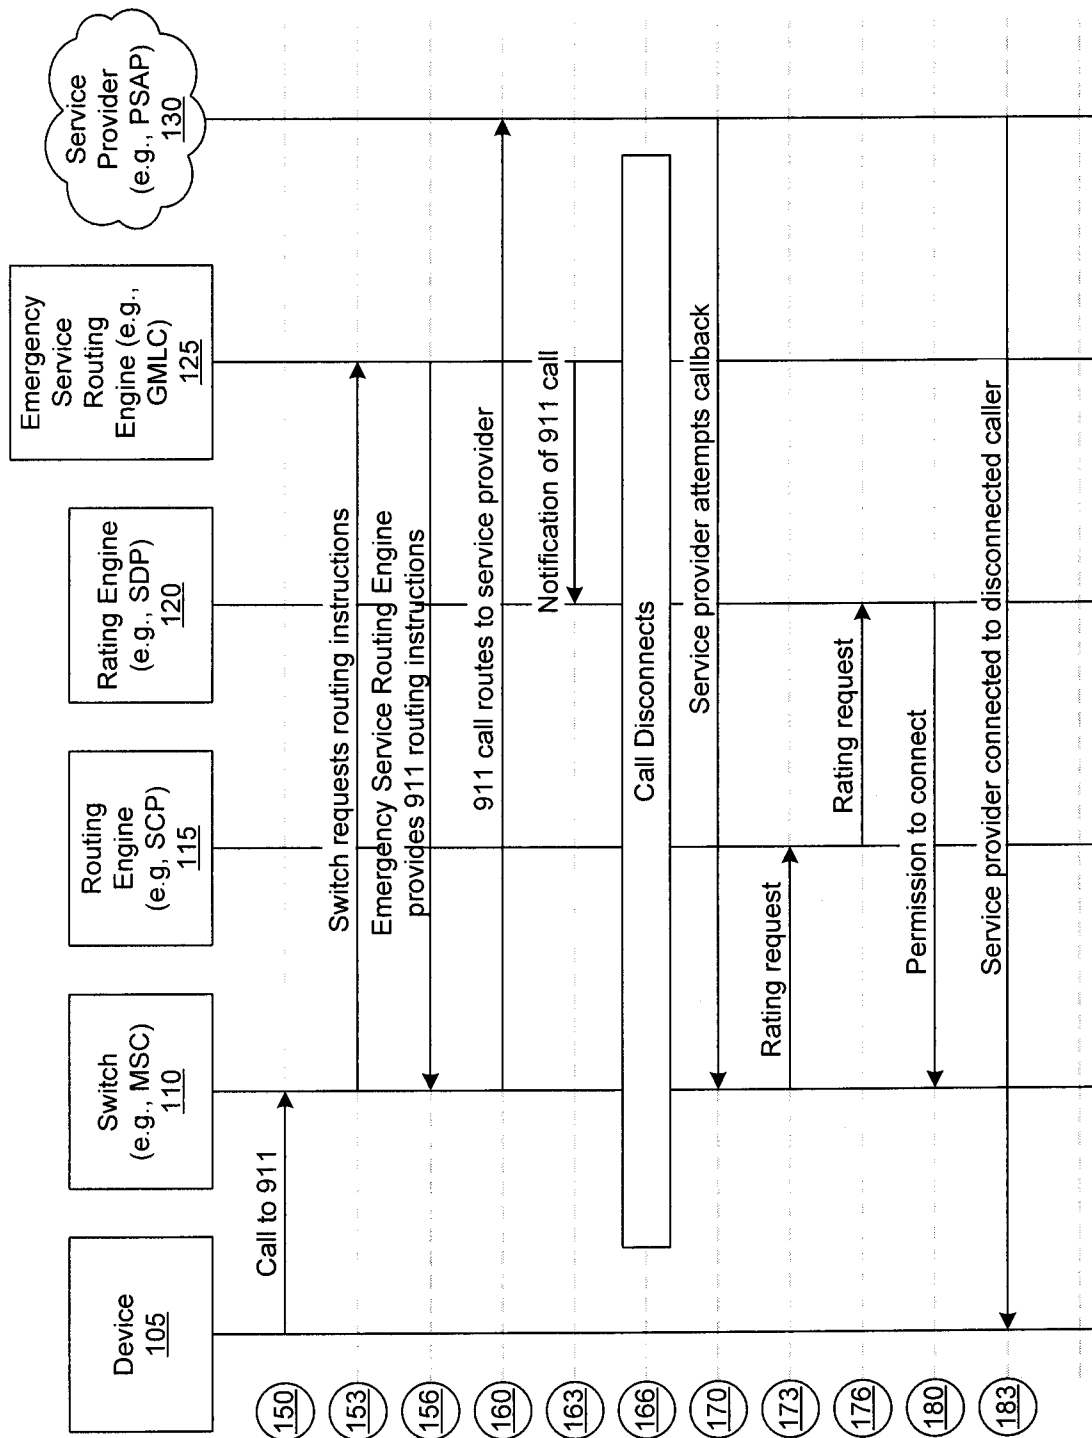 Device
105
Switch
(e.g., MSC)
110
Routing
Engine
(e.g, SCP)
115
Rating Engine
(e.g., SDP)
120
Emergency
Service
Routing
Engine (e.g.,
GMLC)
125
Service
Provider
(e.g., PSAP)
130
150
Call to 911
153
Switch requests routing instructions
156
Emergency Service Routing Engine
provides 911 routing instructions
160
911 call routes to service provider
163
Notification of 911 call
166
Call Disconnects
170
Service provider attempts callback
173
Rating request
176
Rating request
180
Permission to connect
183
Service provider connected to disconnected caller